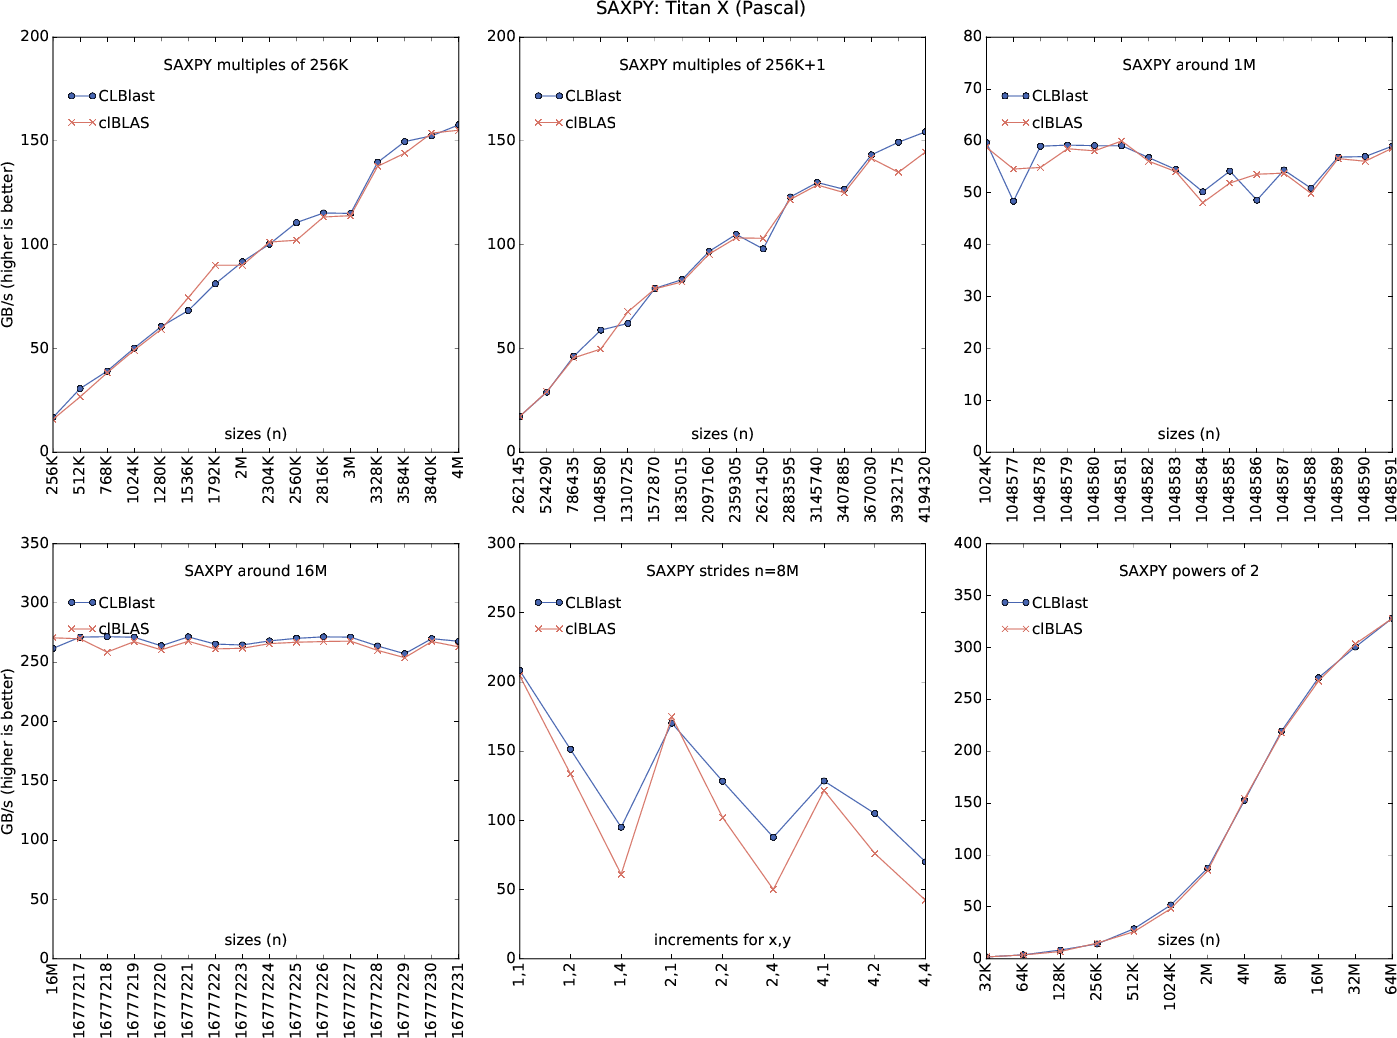 SAXPY: Titan X (Pascal)
SAXPY multiples of 256K
CLBlast
clBLAS
GB/s (higher is better)
200
150
100
50
0
sizes (n)
256K
512K
768K
1024K
1280K
1536K
1792K
2M
2304K
2560K
2816K
3M
3328K
3584K
3840K
4M
SAXPY multiples of 256K+1
CLBlast
clBLAS
200
150
100
50
0
sizes (n)
262145
524290
786435
1048580
1310725
1572870
1835015
2097160
2359305
2621450
2883595
3145740
3407885
3670030
3932175
4194320
SAXPY around 1M
CLBlast
clBLAS
80
70
60
50
40
30
20
10
0
sizes (n)
1024K
1048577
1048578
1048579
1048580
1048581
1048582
1048583
1048584
1048585
1048586
1048587
1048588
1048589
1048590
1048591
SAXPY around 16M
CLBlast
clBLAS
GB/s (higher is better)
350
300
250
200
150
100
50
0
sizes (n)
16M
16777217
16777218
16777219
16777220
16777221
16777222
16777223
16777224
16777225
16777226
16777227
16777228
16777229
16777230
16777231
SAXPY strides n=8M
CLBlast
clBLAS
300
250
200
150
100
50
0
increments for x,y
1,1
1,2
1,4
2,1
2,2
2,4
4,1
4,2
4,4
SAXPY powers of 2
CLBlast
clBLAS
400
350
300
250
200
150
100
50
0
sizes (n)
32K
64K
128K
256K
512K
1024K
2M
4M
8M
16M
32M
64M